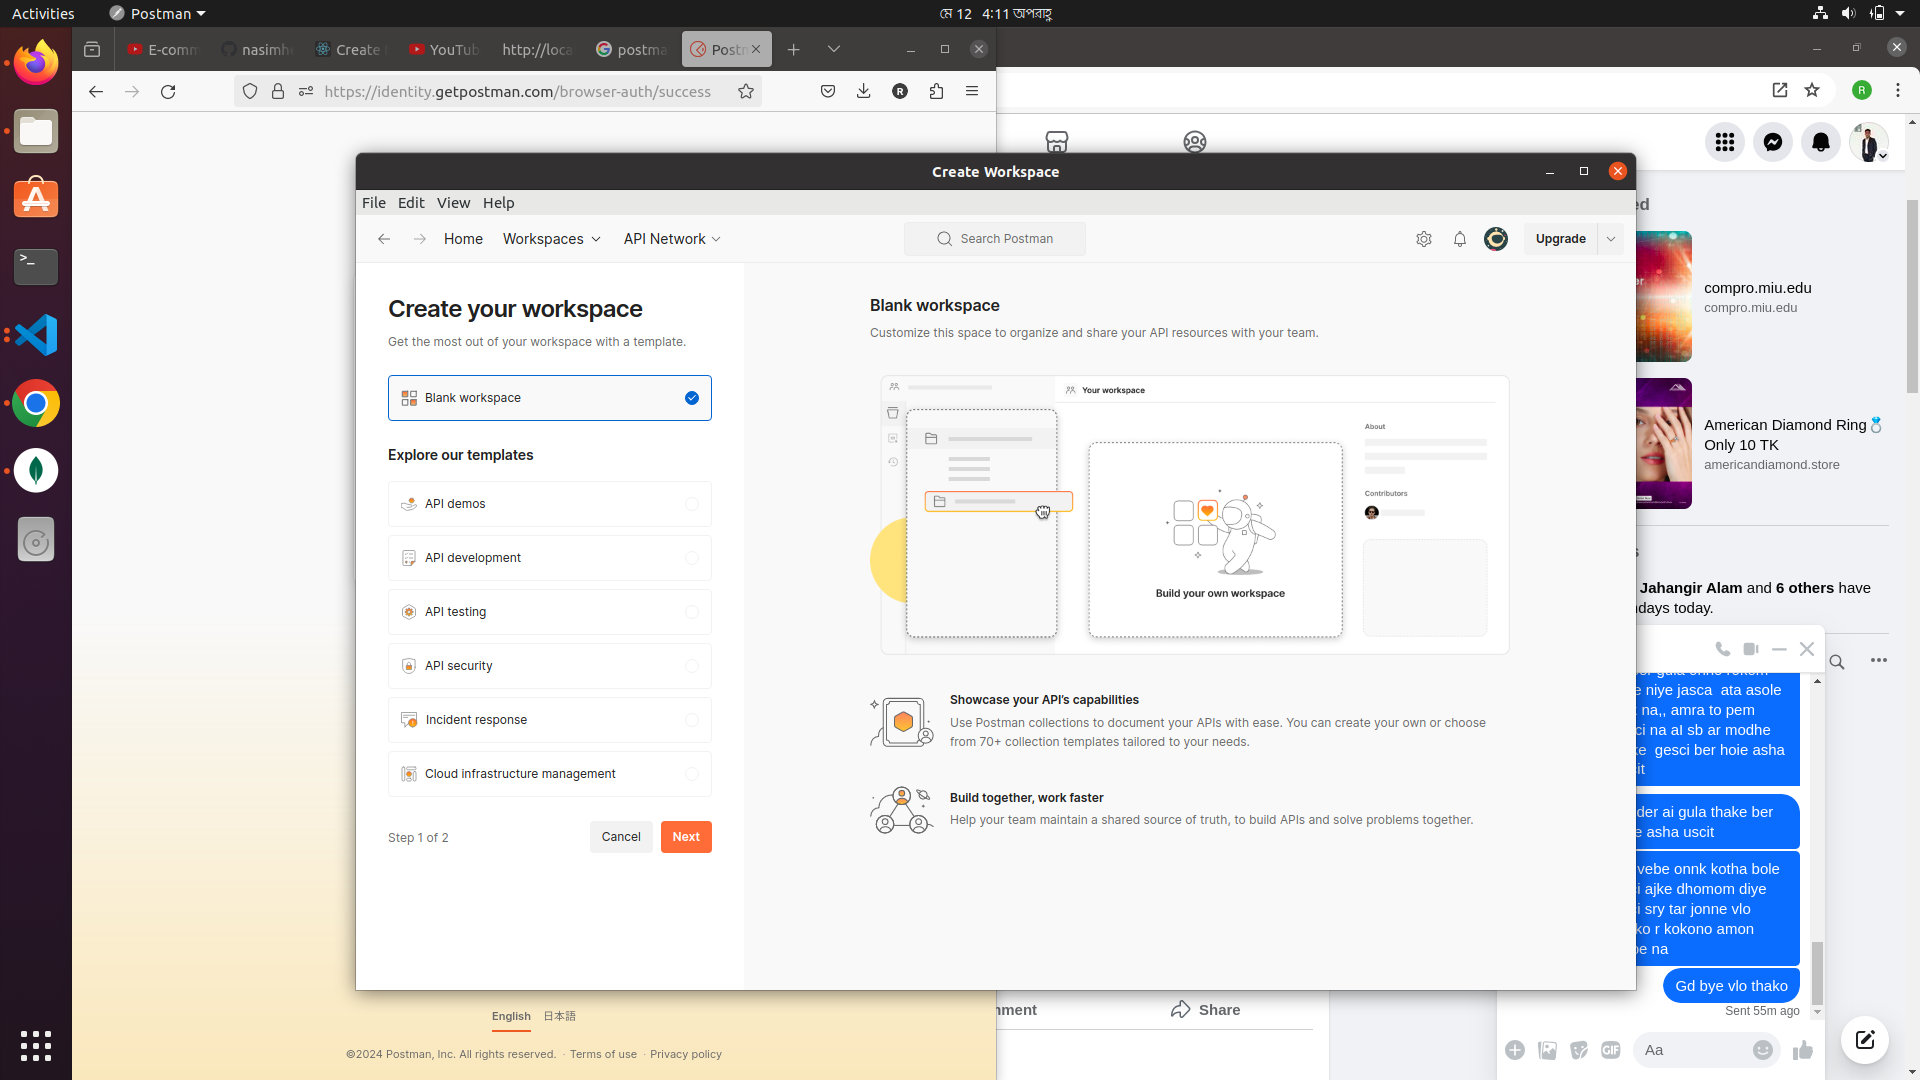 Activities
Postman
মে 12 4:11 অপরাহ্ণ
E-comm
nasimh
Create
YouTub
http://loca
postma
Postm
https://identity.getpostman.com/browser-auth/success
R
R
Create Workspace
File Edit View Help
Home
Workspaces
API Network
Search Postman
Upgrade
Create your workspace
Get the most out of your workspace with a template.
Blank workspace
Explore our templates
API demos
API development
API testing
API security
Incident response
Cloud infrastructure management
Step 1 of 2
Cancel
Next
Blank workspace
Customize this space to organize and share your API resources with your team.
Your workspace
About
Contributors
Build your own workspace
Showcase your API's capabilities
Use Postman collections to document your APIs with ease. You can create your own or choose
from 70+ collection templates tailored to your needs.
Build together, work faster
Help your team maintain a shared source of truth, to build APIs and solve problems together.
ed
compro.miu.edu
compro.miu.edu
American Diamond Ring💍
Only 10 TK
americandiamond.store
s
Jahangir Alam and 6 others have
days today.
e niye jasca ata asole
na,, amra to pem
ci na al sb ar modhe
ke gesci ber hoie asha
it
der ai gula thake ber
e asha uscit
vebe onnk kotha bole
i ajke dhomom diye
i sry tar jonne vlo
ko r kokono amon
be na
Gd bye vlo thako
Sent 55m ago
GIF
Aa
mment
Share
English 日本語
©2024 Postman, Inc. All rights reserved. · Terms of use · Privacy policy